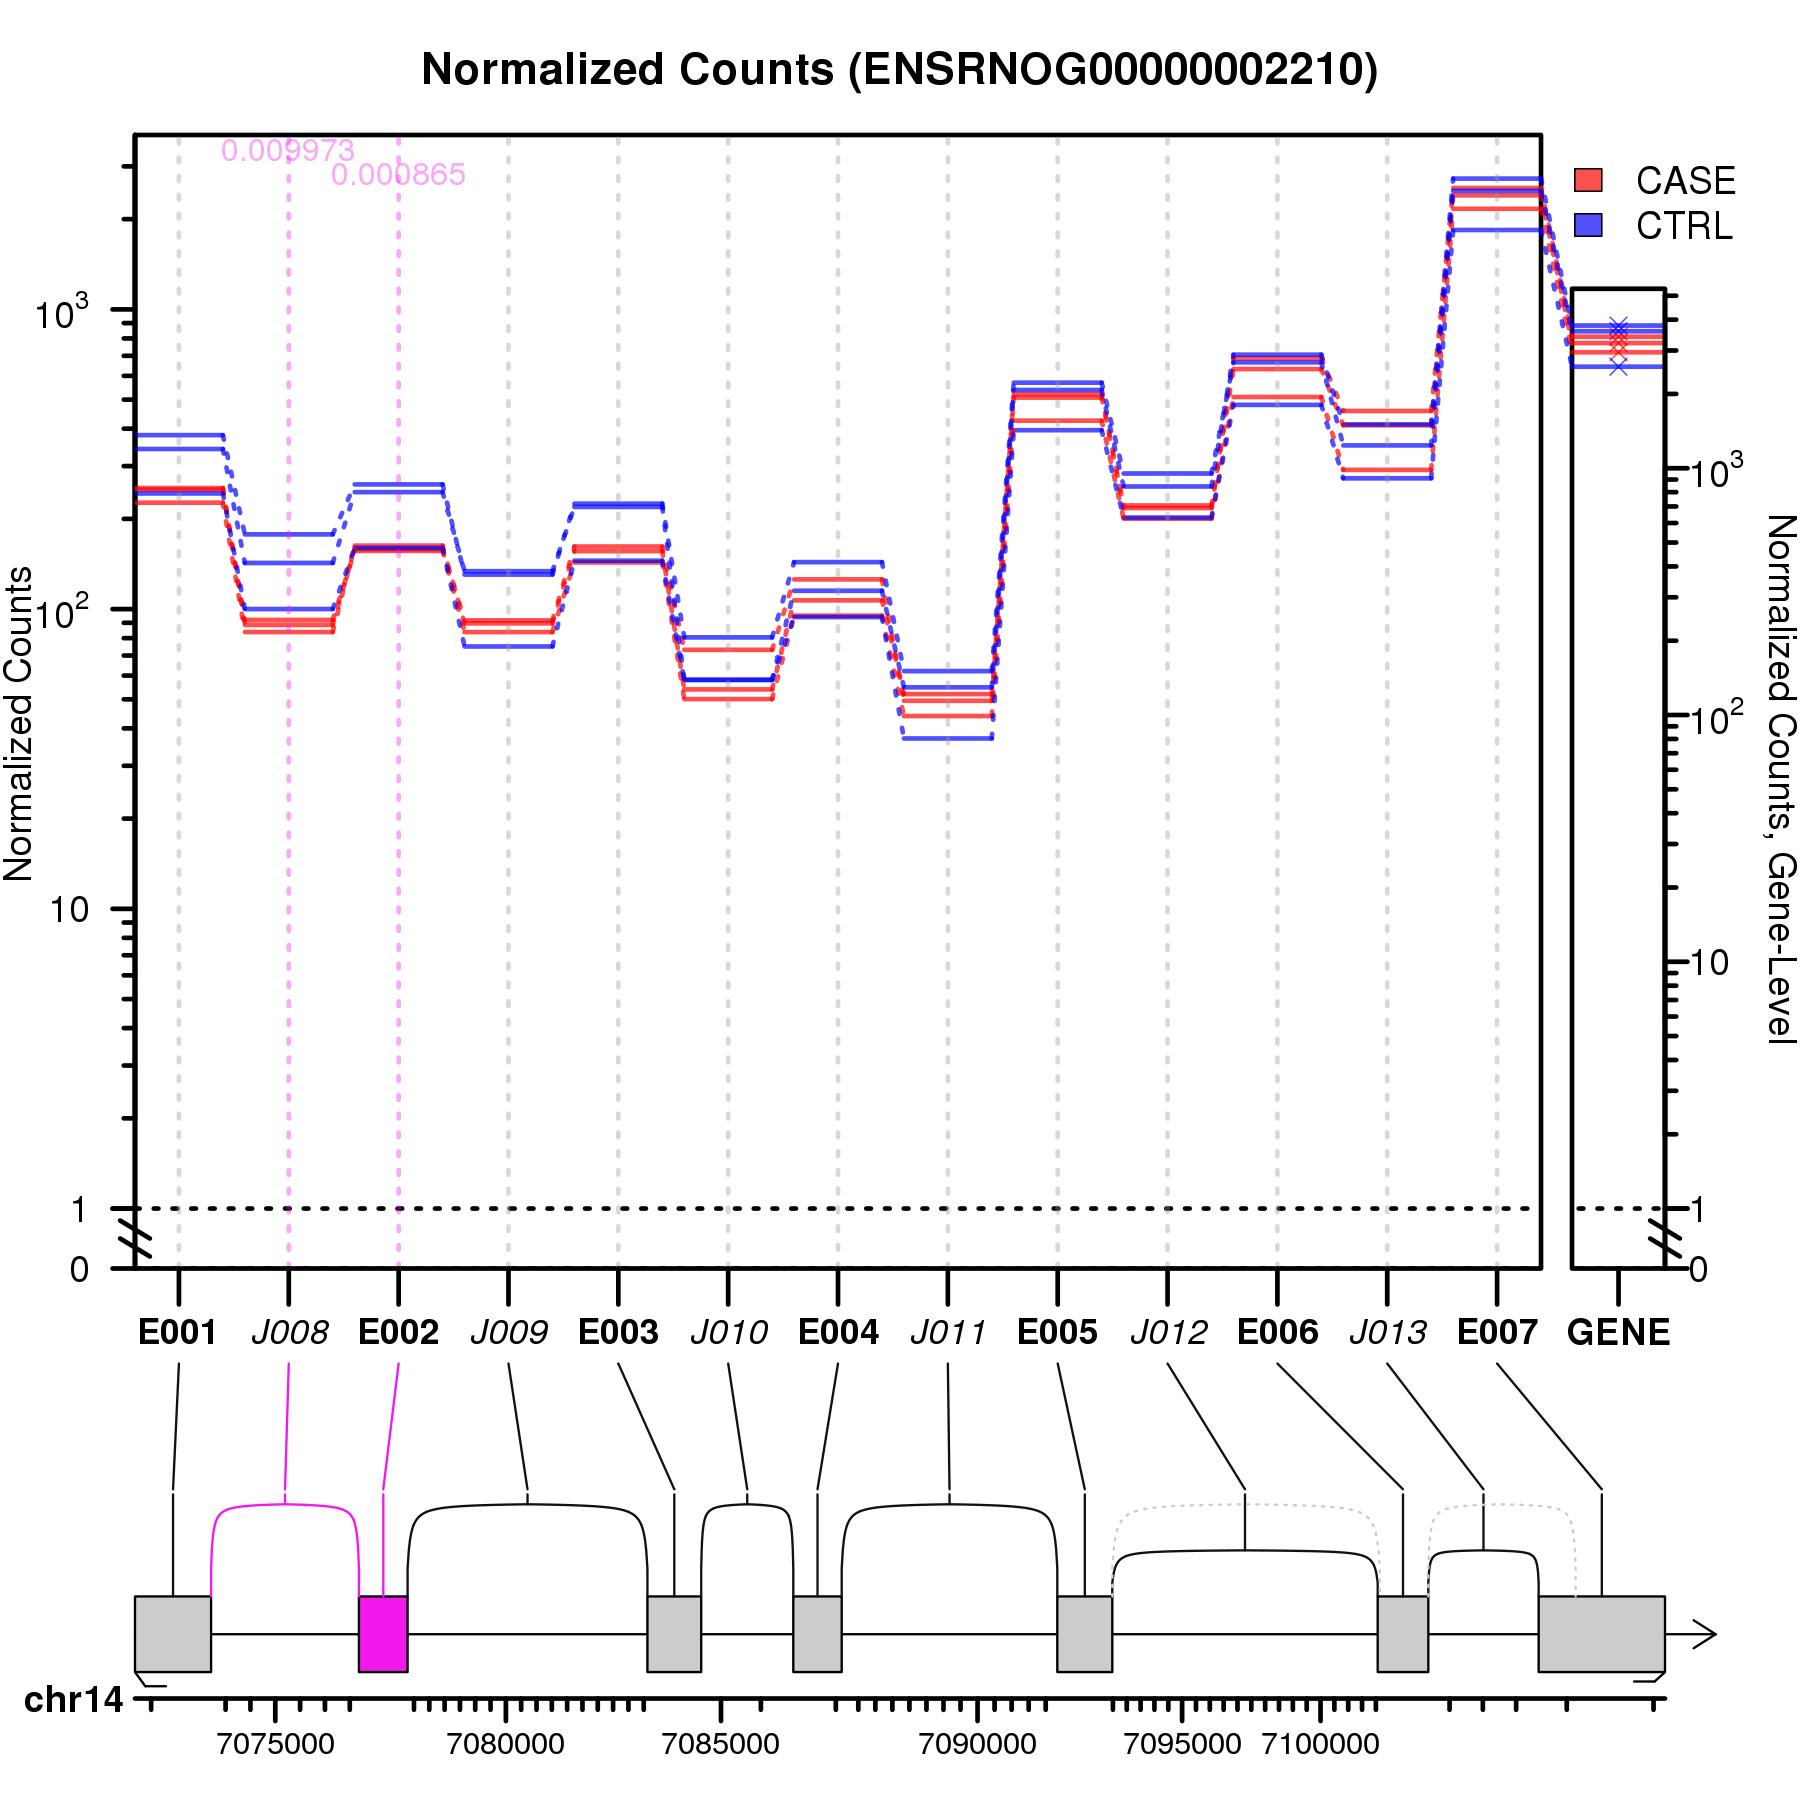 Normalized Counts (ENSRNOG00000002210)
0.009973
0.000865
CASE
CTRL
10³
10²
10
1
0
Normalized Counts
10³
10²
10
1
0
Normalized Counts, Gene-Level
E001 J008 E002 J009 E003 J010 E004 J011 E005 J012 E006 J013 E007 GENE
chr14
7075000 7080000 7085000 7090000 7095000 7100000